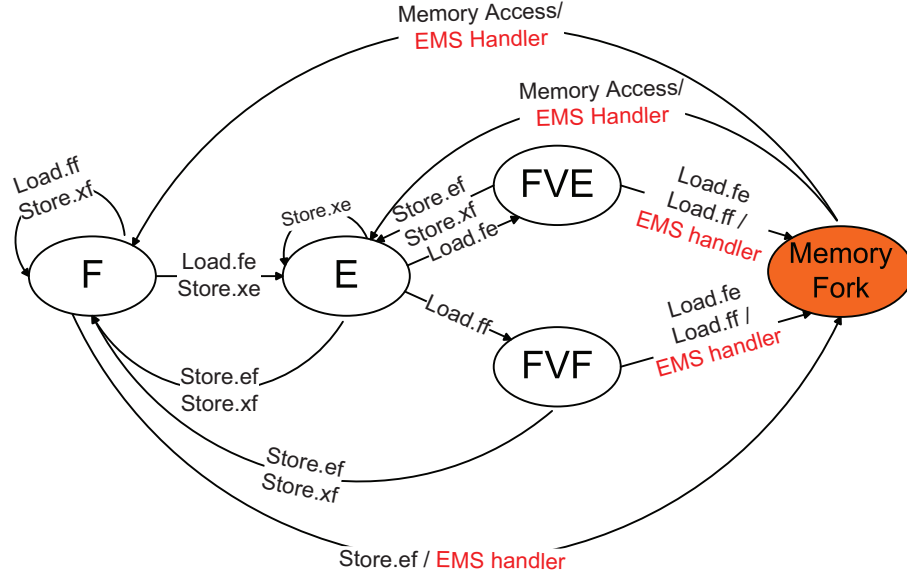 Memory Access/
EMS Handler
Memory Access/
EMS Handler
Load.ff
Store.xf
Store.xe
Store.ef
Store.xf
Load.fe
FVE
Load.fe
Load.ff /
EMS handler
F
Load.fe
Store.xe
E
Memory
Fork
Load.ff
FVF
Load.fe
Load.ff /
EMS handler
Store.ef
Store.xf
Store.ef
Store.xf
Store.ef / EMS handler